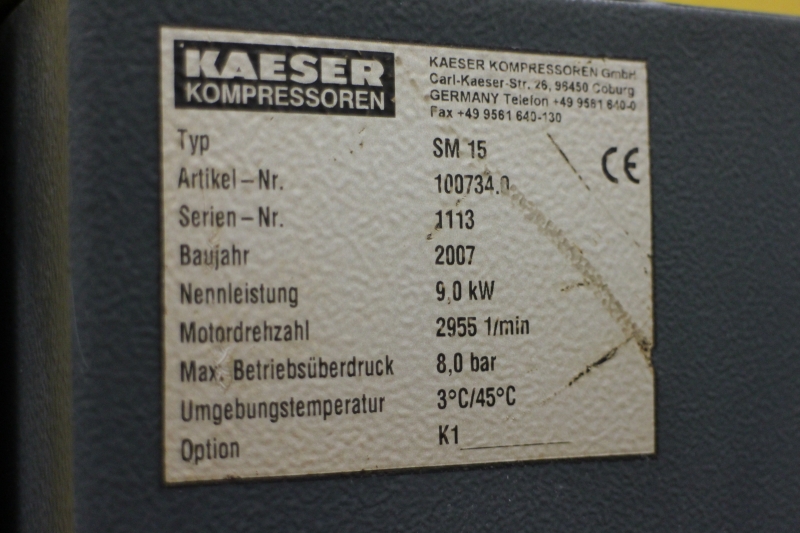 KAESER
KOMPRESSOREN
KAESER KOMPRESSOREN GmbH
Carl-Kaeser-Str. 26, 96450 Coburg
GERMANY Telefon +49 9561 640-0
Fax +49 9561 640-130
CE
Typ SM 15
Artikel-Nr. 100734.0
Serien-Nr. 1113
Baujahr 2007
Nennleistung 9,0 kW
Motordrehzahl 2955 1/min
Max. Betriebsüberdruck 8,0 bar
Umgebungstemperatur 3°C/45°C
Option K1